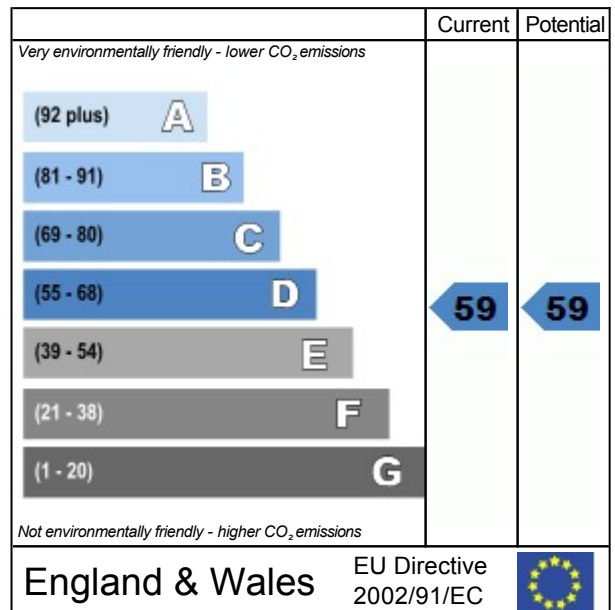 Current Potential
Very environmentally friendly - lower CO₂ emissions
(92 plus) A
(81 - 91) B
(69 - 80) C
(55 - 68) D 59 59
(39 - 54) E
(21 - 38) F
(1 - 20) G
Not environmentally friendly - higher CO₂ emissions
England & Wales
EU Directive
2002/91/EC